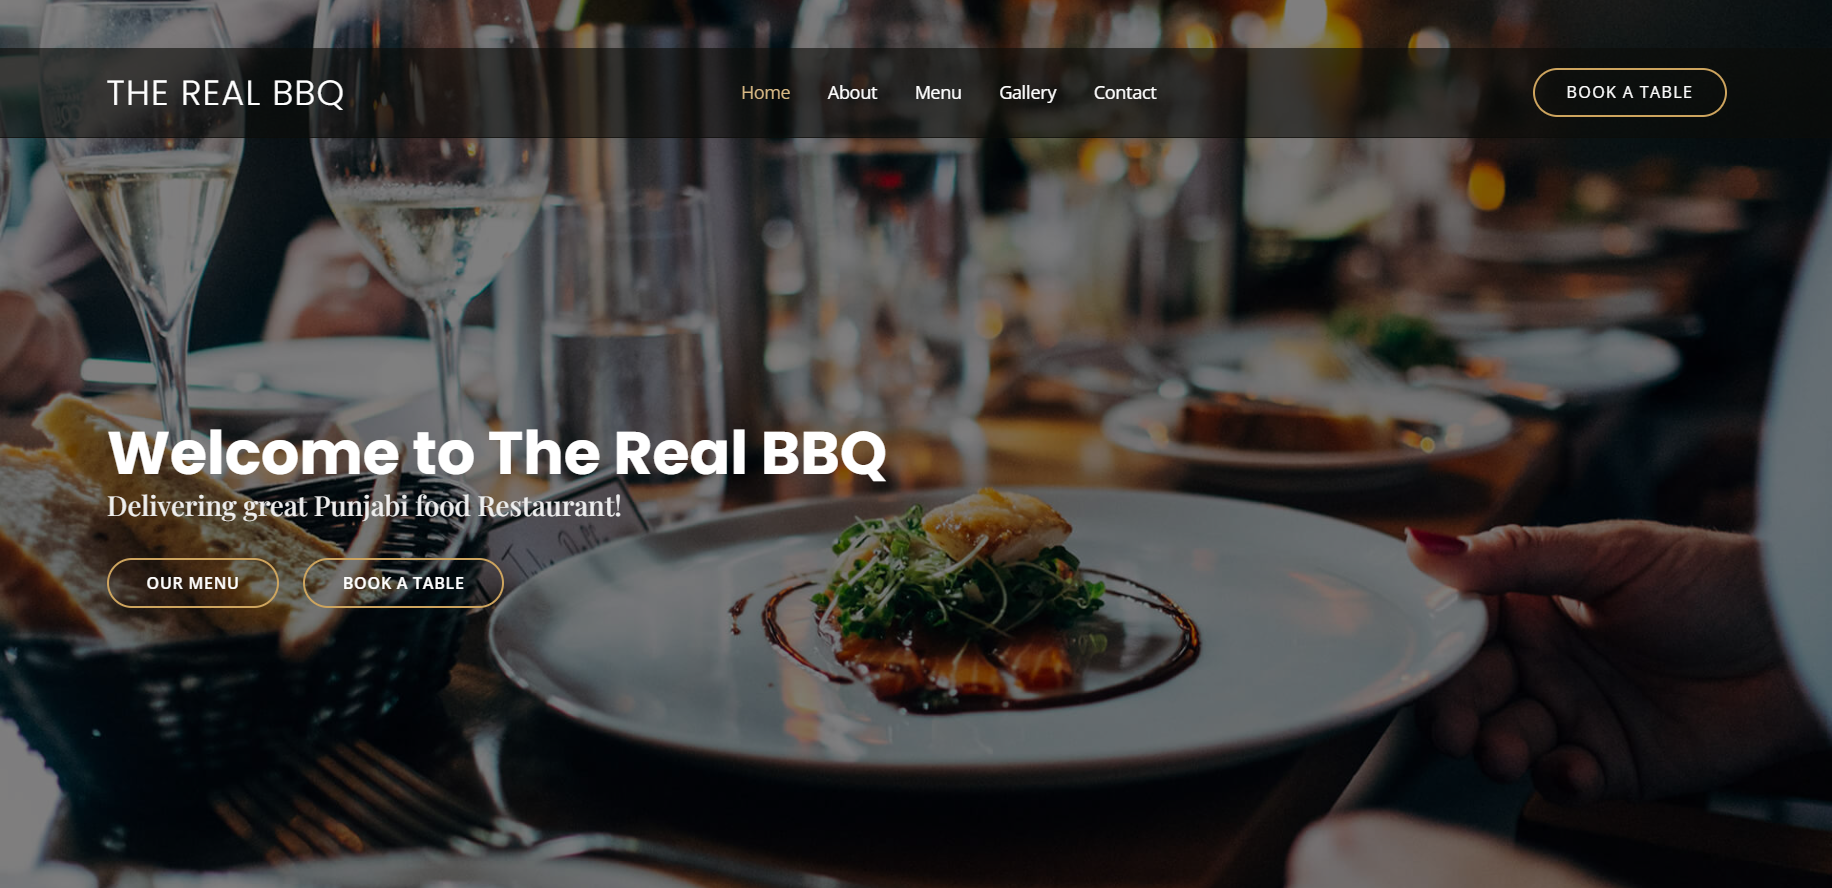 THE REAL BBQ
Home About Menu Gallery Contact
BOOK A TABLE
Welcome to The Real BBQ
Delivering great Punjabi food Restaurant!
OUR MENU BOOK A TABLE